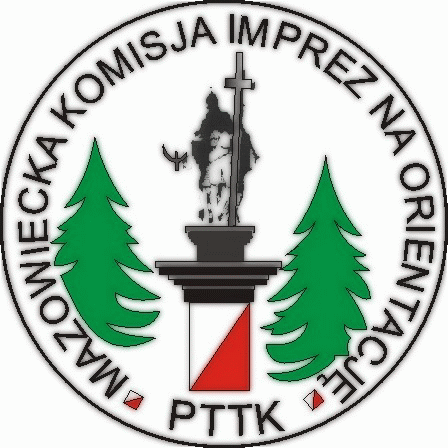 MAZOWIECKA KOMISJA IMPREZ NA ORIENTACJĘ
PTTK